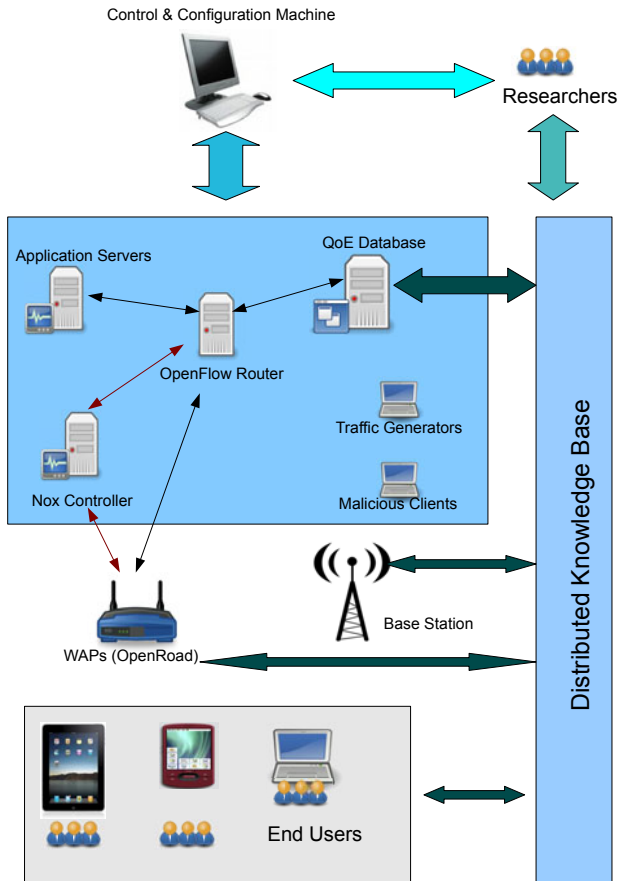 Control & Configuration Machine
Researchers
QoE Database
Application Servers
OpenFlow Router
Traffic Generators
Nox Controller
Malicious Clients
Base Station
WAPs (OpenRoad)
End Users
Distributed Knowledge Base